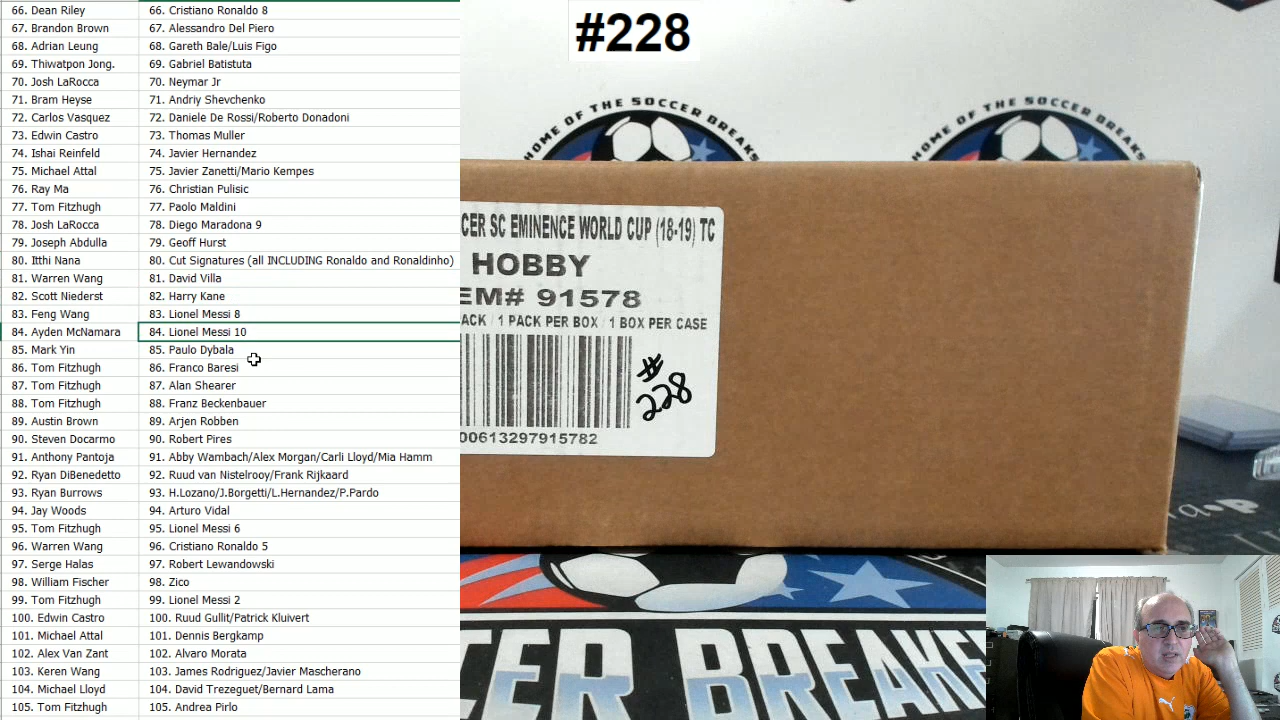 66. Dean Riley 66. Cristiano Ronaldo 8
67. Brandon Brown 67. Alessandro Del Piero
68. Adrian Leung 68. Gareth Bale/Luis Figo
69. Thiwatpon Jong. 69. Gabriel Batistuta
70. Josh LaRocca 70. Neymar Jr
71. Bram Heyse 71. Andriy Shevchenko
72. Carlos Vasquez 72. Daniele De Rossi/Roberto Donadoni
73. Edwin Castro 73. Thomas Muller
74. Ishai Reinfeld 74. Javier Hernandez
75. Michael Attal 75. Javier Zanetti/Mario Kempes
76. Ray Ma 76. Christian Pulisic
77. Tom Fitzhugh 77. Paolo Maldini
78. Josh LaRocca 78. Diego Maradona 9
79. Joseph Abdulla 79. Geoff Hurst
80. Itthi Nana 80. Cut Signatures (all INCLUDING Ronaldo and Ronaldinho)
81. Warren Wang 81. David Villa
82. Scott Niederst 82. Harry Kane
83. Feng Wang 83. Lionel Messi 8
84. Ayden McNamara 84. Lionel Messi 10
85. Mark Yin 85. Paulo Dybala
86. Tom Fitzhugh 86. Franco Baresi
87. Tom Fitzhugh 87. Alan Shearer
88. Tom Fitzhugh 88. Franz Beckenbauer
89. Austin Brown 89. Arjen Robben
90. Steven Docarmo 90. Robert Pires
91. Anthony Pantoja 91. Abby Wambach/Alex Morgan/Carli Lloyd/Mia Hamm
92. Ryan DiBenedetto 92. Ruud van Nistelrooy/Frank Rijkaard
93. Ryan Burrows 93. H.Lozano/J.Borgetti/L.Hernandez/P.Pardo
94. Jay Woods 94. Arturo Vidal
95. Tom Fitzhugh 95. Lionel Messi 6
96. Warren Wang 96. Cristiano Ronaldo 5
97. Serge Halas 97. Robert Lewandowski
98. William Fischer 98. Zico
99. Tom Fitzhugh 99. Lionel Messi 2
100. Edwin Castro 100. Ruud Gullit/Patrick Kluivert
101. Michael Attal 101. Dennis Bergkamp
102. Alex Van Zant 102. Alvaro Morata
103. Keren Wang 103. James Rodriguez/Javier Mascherano
104. Michael Lloyd 104. David Trezeguet/Bernard Lama
105. Tom Fitzhugh 105. Andrea Pirlo
#228
HOME OF THE SOCCER BREAKS
HOME OF THE SOCCER BREAKS
CER SC EMINENCE WORLD CUP (18-19) TC
HOBBY
EM# 91578
ACK / 1 PACK PER BOX / 1 BOX PER CASE
#228
00613297915782
CER BREAKE